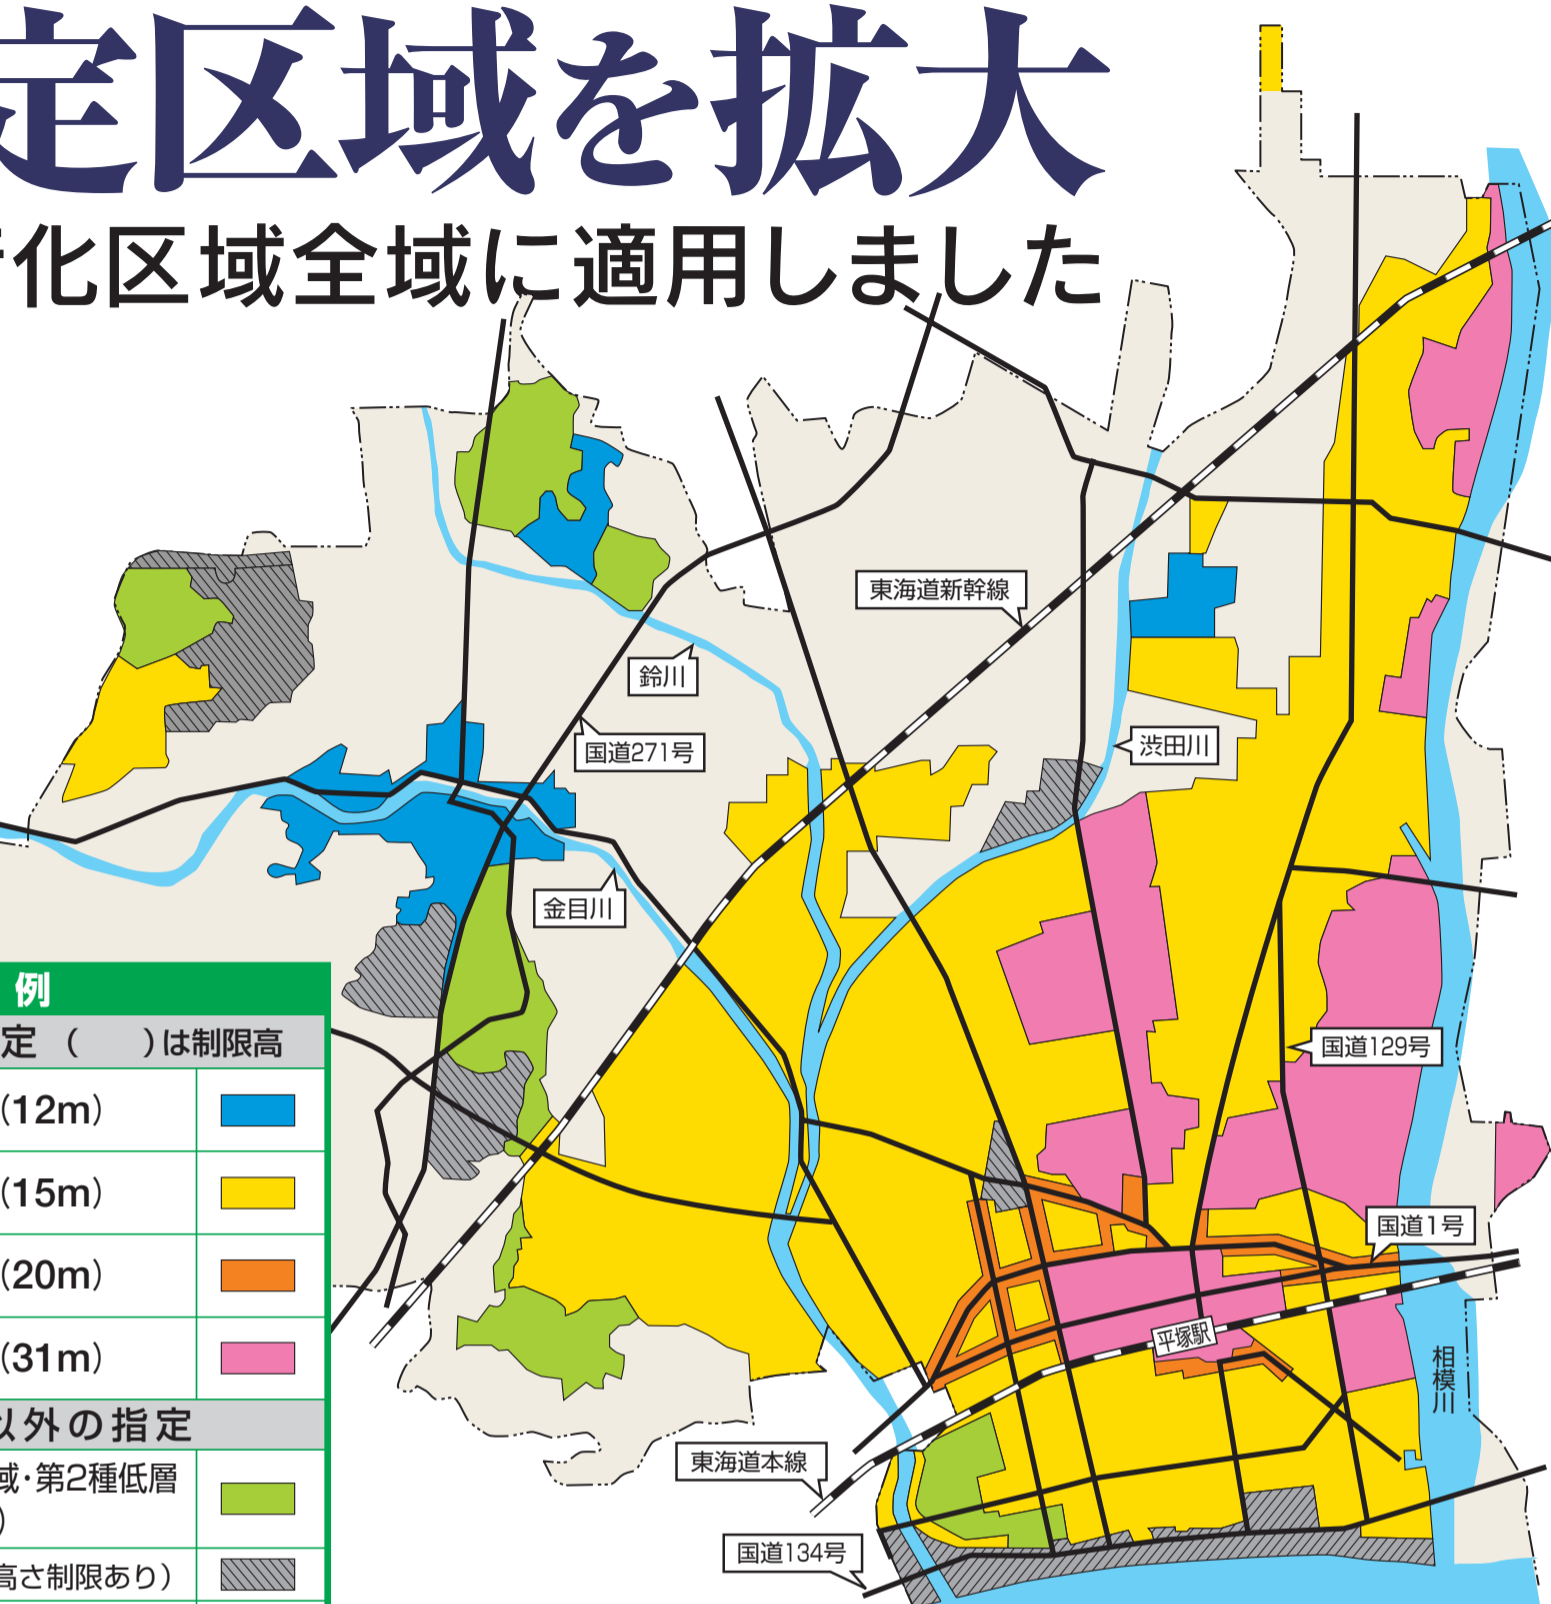 定区域を拡大
化区域全域に適用しました
東海道新幹線
鈴川
国道271号
渋田川
金目川
国道129号
国道1号
平塚駅
相模川
東海道本線
国道134号
例
定 （　　）は制限高
（12m）
（15m）
（20m）
（31m）
以外の指定
域・第2種低層
）
高さ制限あり）